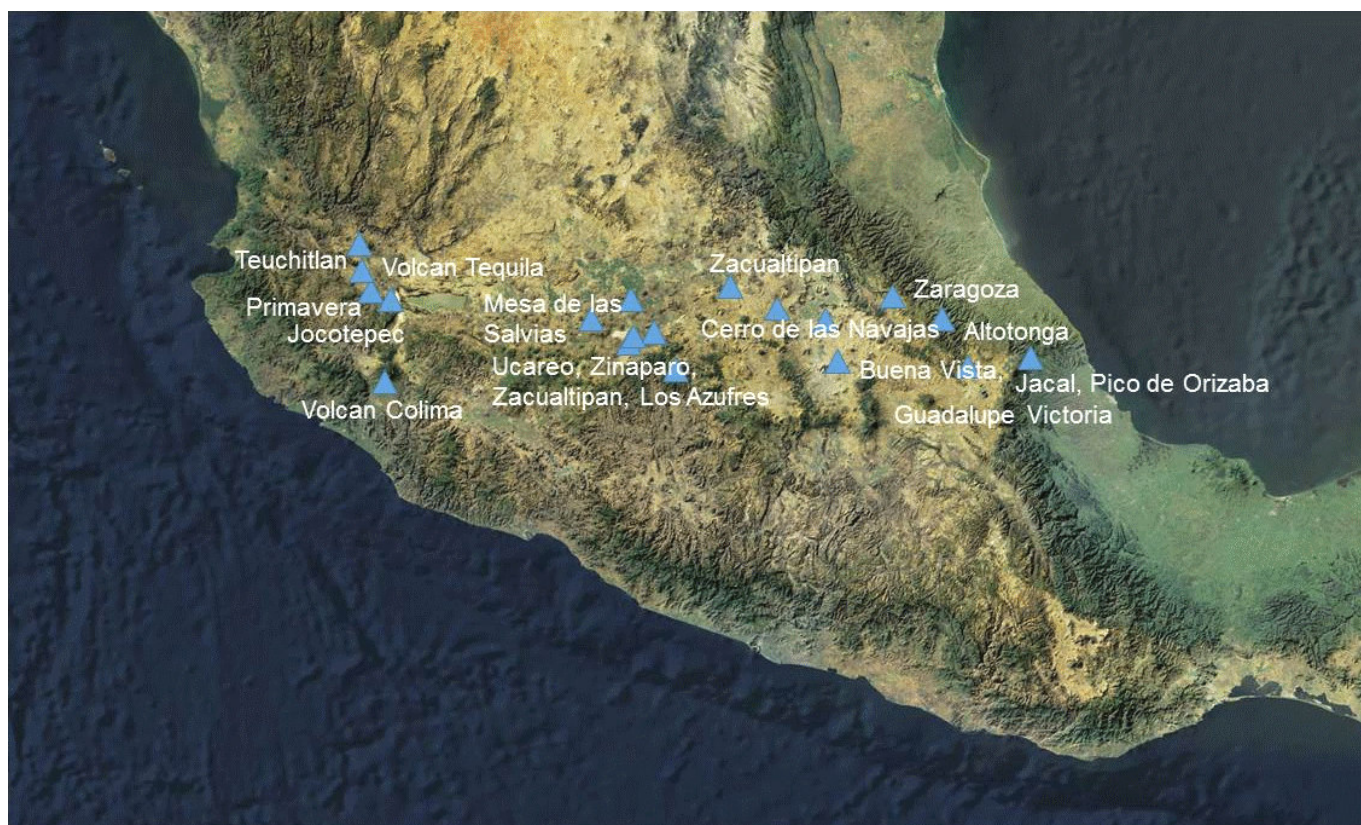 Teuchitlan
Volcan Tequila
Primavera
Jocotepec
Volcan Colima
Mesa de las
Salvias
Ucareo, Zinaparo,
Zacualtipan, Los Azufres
Zacualtipan
Cerro de las Navajas
Zaragoza
Altotonga
Buena Vista,
Jacal, Pico de Orizaba
Guadalupe Victoria